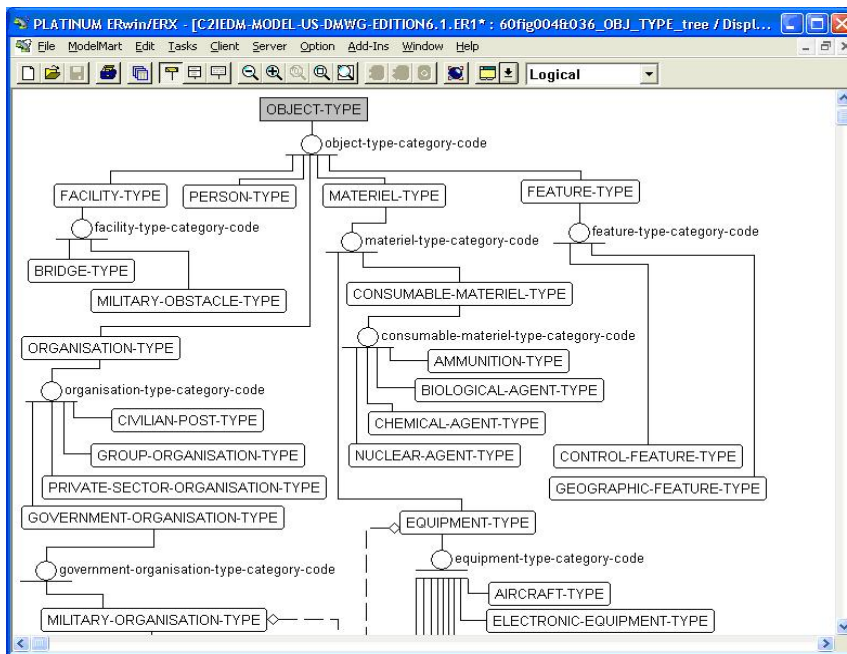 PLATINUM ERwin/ERX - [C2IEDM-MODEL-US-DMWG-EDITION6.1.ER1* : 60fig004&036_OBJ_TYPE_tree / Displ...
File ModelMart Edit Tasks Client Server Option Add-Ins Window Help
Logical
OBJECT-TYPE
object-type-category-code
FACILITY-TYPE PERSON-TYPE MATERIEL-TYPE FEATURE-TYPE
facility-type-category-code materiel-type-category-code feature-type-category-code
BRIDGE-TYPE
MILITARY-OBSTACLE-TYPE CONSUMABLE-MATERIEL-TYPE
ORGANISATION-TYPE consumable-materiel-type-category-code
AMMUNITION-TYPE
organisation-type-category-code BIOLOGICAL-AGENT-TYPE
CIVILIAN-POST-TYPE CHEMICAL-AGENT-TYPE
GROUP-ORGANISATION-TYPE NUCLEAR-AGENT-TYPE CONTROL-FEATURE-TYPE
PRIVATE-SECTOR-ORGANISATION-TYPE GEOGRAPHIC-FEATURE-TYPE
GOVERNMENT-ORGANISATION-TYPE EQUIPMENT-TYPE
government-organisation-type-category-code equipment-type-category-code
AIRCRAFT-TYPE
MILITARY-ORGANISATION-TYPE ELECTRONIC-EQUIPMENT-TYPE